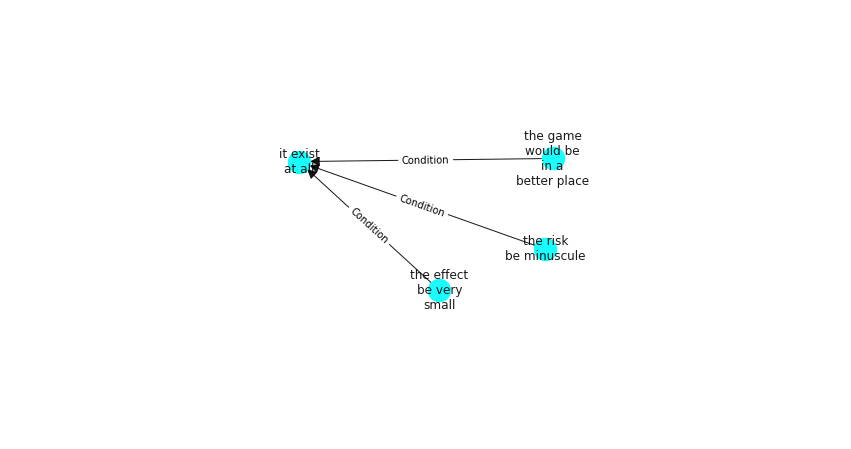 the game
would be
in a
better place
it exist
at all
Condition
Condition
Condition
the risk
be minuscule
the effect
be very
small